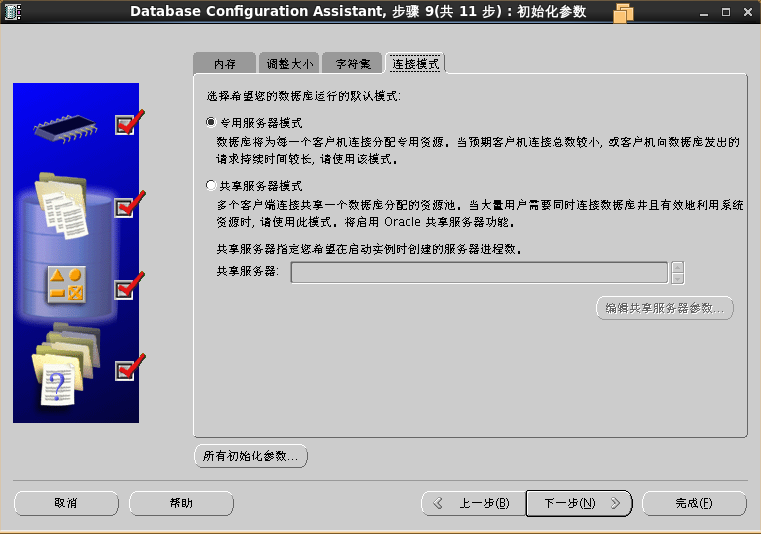 Database Configuration Assistant, 步骤 9(共 11 步) : 初始化参数
内存 调整大小 字符集 连接模式
选择希望您的数据库运行的默认模式:
专用服务器模式
数据库将为每一个客户机连接分配专用资源。当预期客户机连接总数较小, 或客户机向数据库发出的
请求持续时间较长, 请使用该模式。
共享服务器模式
多个客户端连接共享一个数据库分配的资源池。当大量用户需要同时连接数据库并且有效地利用系统
资源时, 请使用此模式。将启用 Oracle 共享服务器功能。
共享服务器指定您希望在启动实例时创建的服务器进程数。
共享服务器:
编辑共享服务器参数...
?
所有初始化参数...
取消 帮助 上一步(B) 下一步(N) 完成(F)